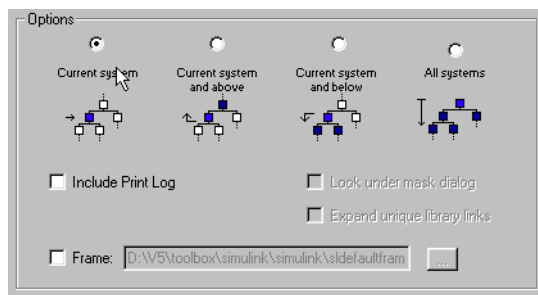 Options
Current system
Current system
and above
Current system
and below
All systems
Include Print Log
Look under mask dialog
Expand unique library links
Frame: D:\V5\toolbox\simulink\simulink\sldefaultfram ...